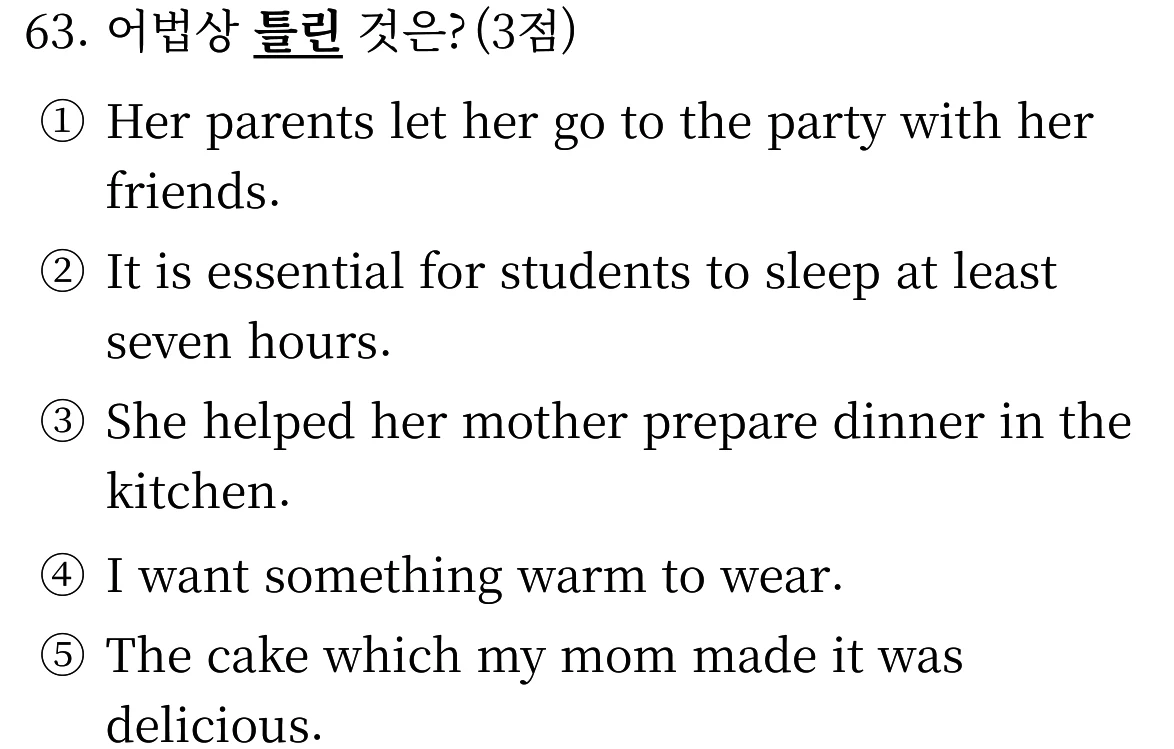 63. 어법상 틀린 것은? (3점)
① Her parents let her go to the party with her
friends.
② It is essential for students to sleep at least
seven hours.
③ She helped her mother prepare dinner in the
kitchen.
④ I want something warm to wear.
⑤ The cake which my mom made it was
delicious.